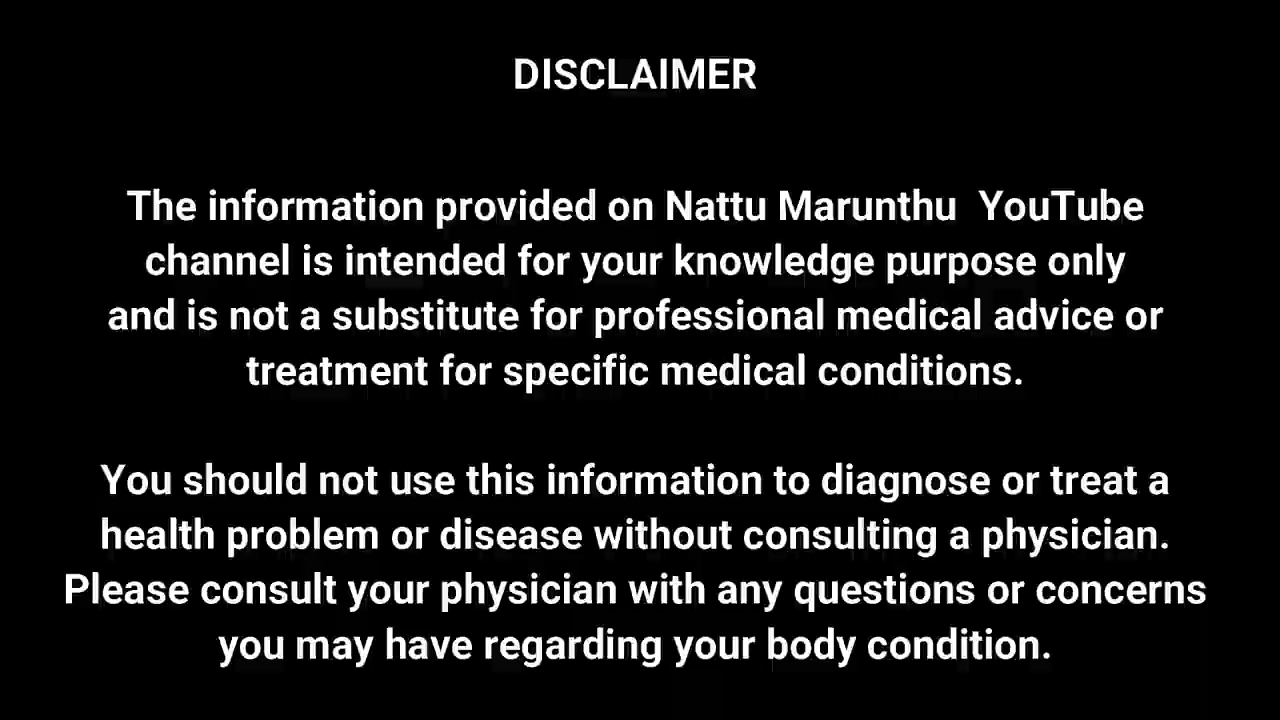 DISCLAIMER
The information provided on Nattu Marunthu  YouTube
channel is intended for your knowledge purpose only
and is not a substitute for professional medical advice or
treatment for specific medical conditions.
You should not use this information to diagnose or treat a
health problem or disease without consulting a physician.
Please consult your physician with any questions or concerns
you may have regarding your body condition.